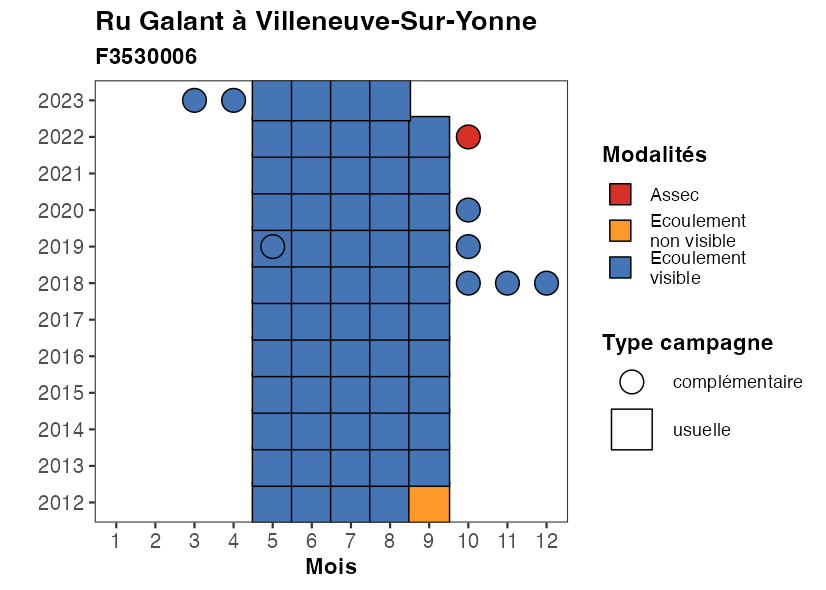 Ru Galant à Villeneuve-Sur-Yonne
F3530006
2023
2022
2021
2020
2019
2018
2017
2016
2015
2014
2013
2012
1 2 3 4 5 6 7 8 9 10 11 12
Mois
Modalités
Assec
Ecoulement
non visible
Ecoulement
visible
Type campagne
complémentaire
usuelle